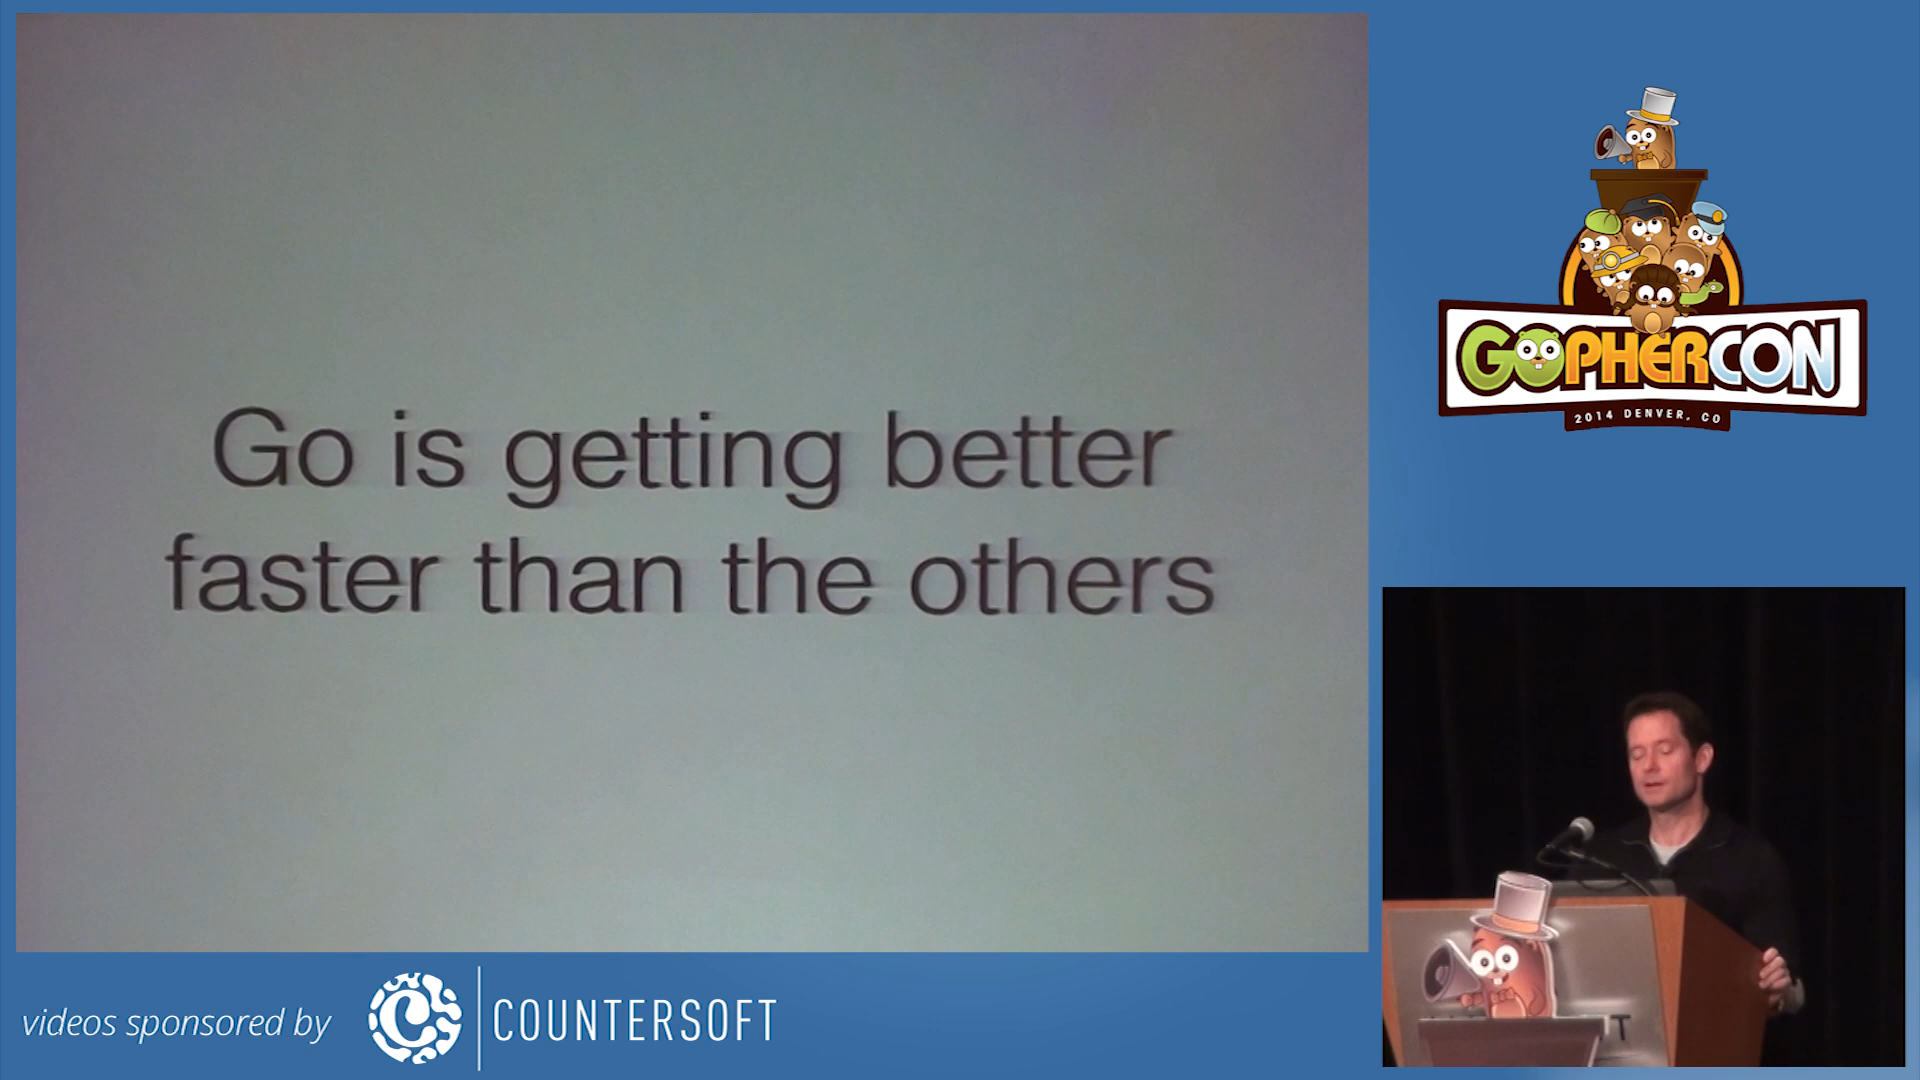 Go is getting better
faster than the others
GOPHERCON
2014 DENVER, CO
videos sponsored by
COUNTERSOFT
T